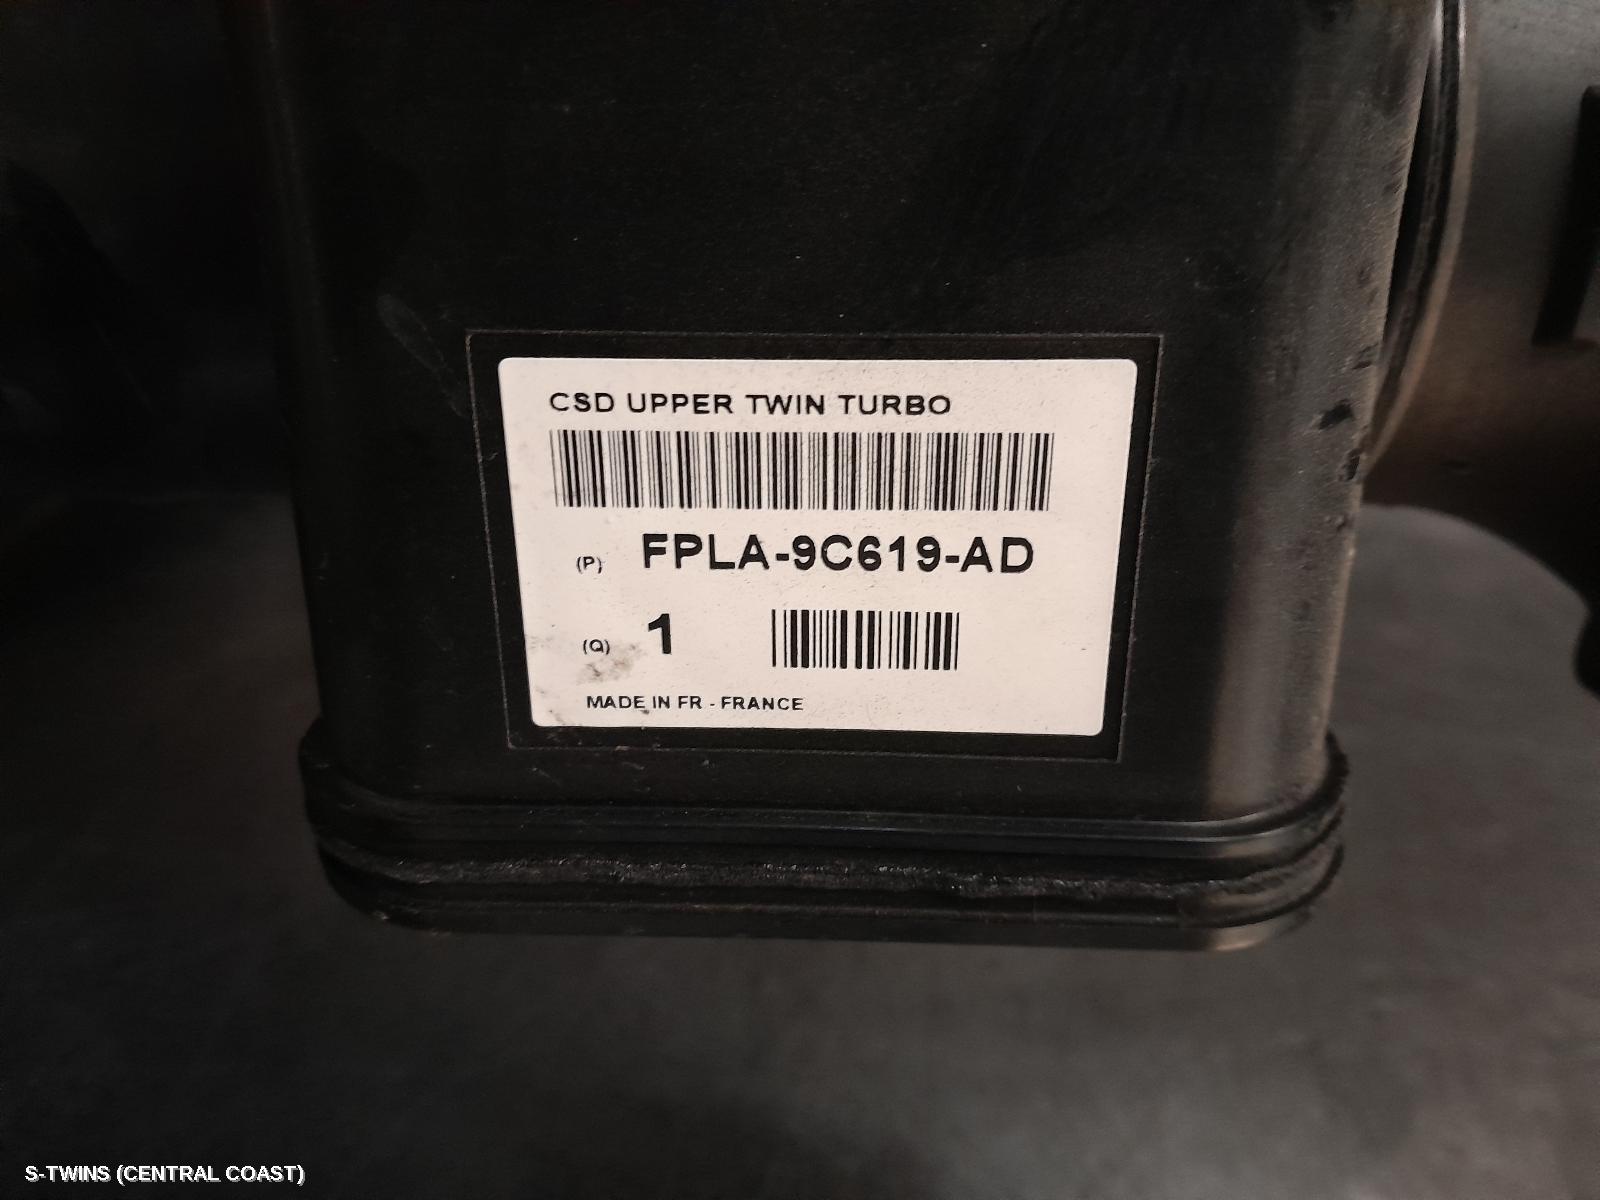 CSD UPPER TWIN TURBO
(P) FPLA-9C619-AD
(Q) 1
MADE IN FR - FRANCE
S-TWINS (CENTRAL COAST)